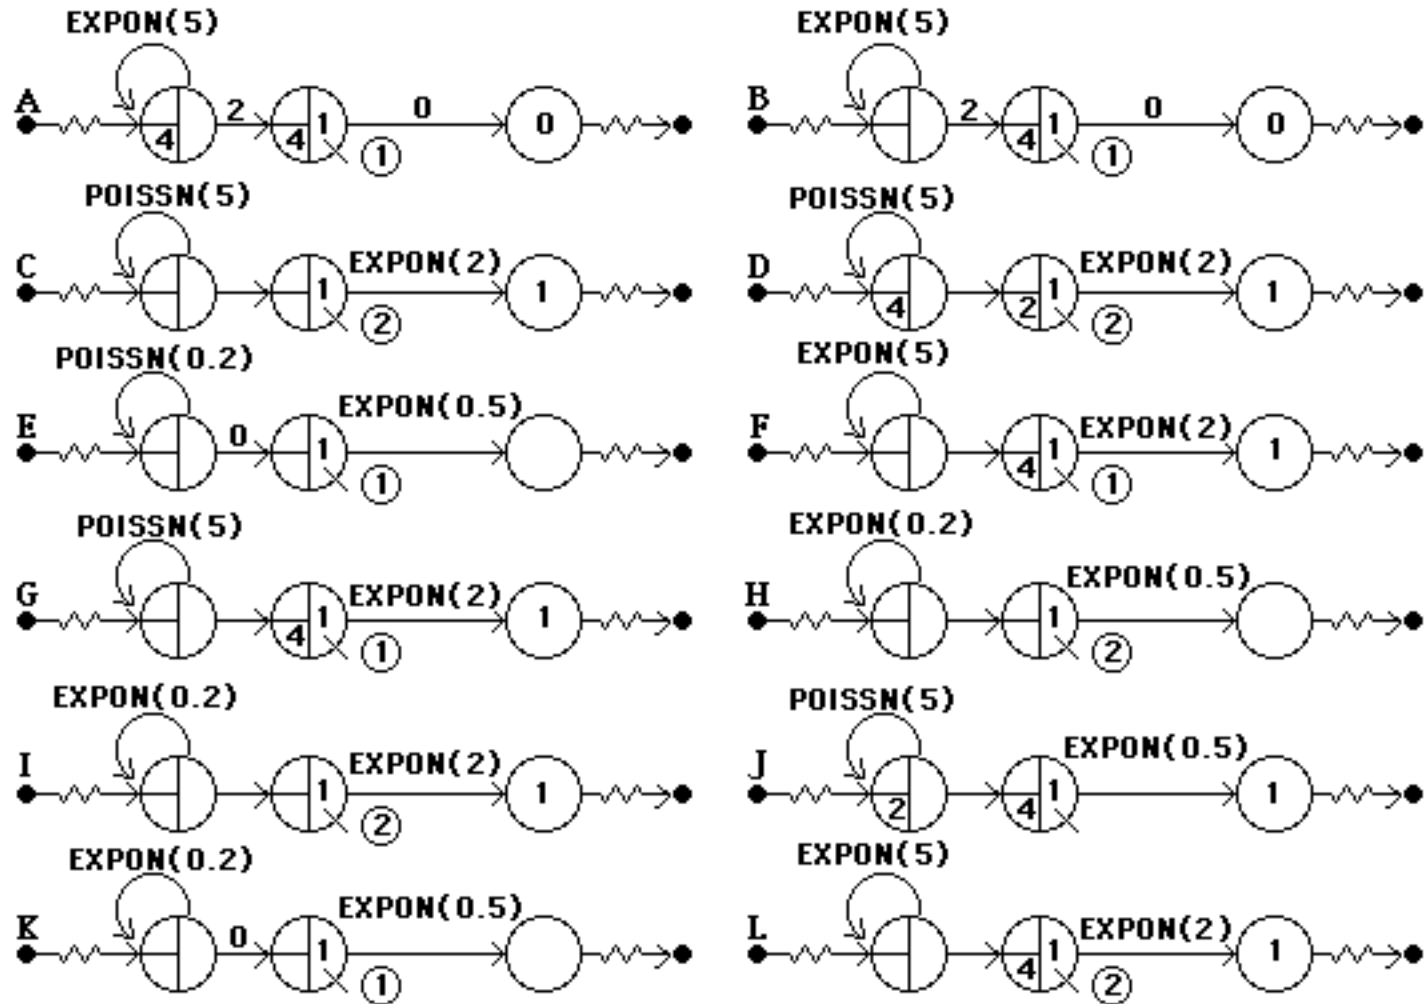 EXPON(5) EXPON(5)
A 4 2 4 1 0 0 B 2 4 1 0 0
1 1
POISSN(5) POISSN(5)
C 1 EXPON(2) 1 D 4 2 1 EXPON(2) 1
2 2
POISSN(0.2) EXPON(5)
E 0 1 EXPON(0.5) F 4 1 EXPON(2) 1
1 1
POISSN(5) EXPON(0.2)
G 4 1 EXPON(2) 1 H 1 EXPON(0.5)
1 2
EXPON(0.2) POISSN(5)
I 1 EXPON(2) 1 J 2 4 1 EXPON(0.5) 1
2
EXPON(0.2) EXPON(5)
K 0 1 EXPON(0.5) L 4 1 EXPON(2) 1
1 2